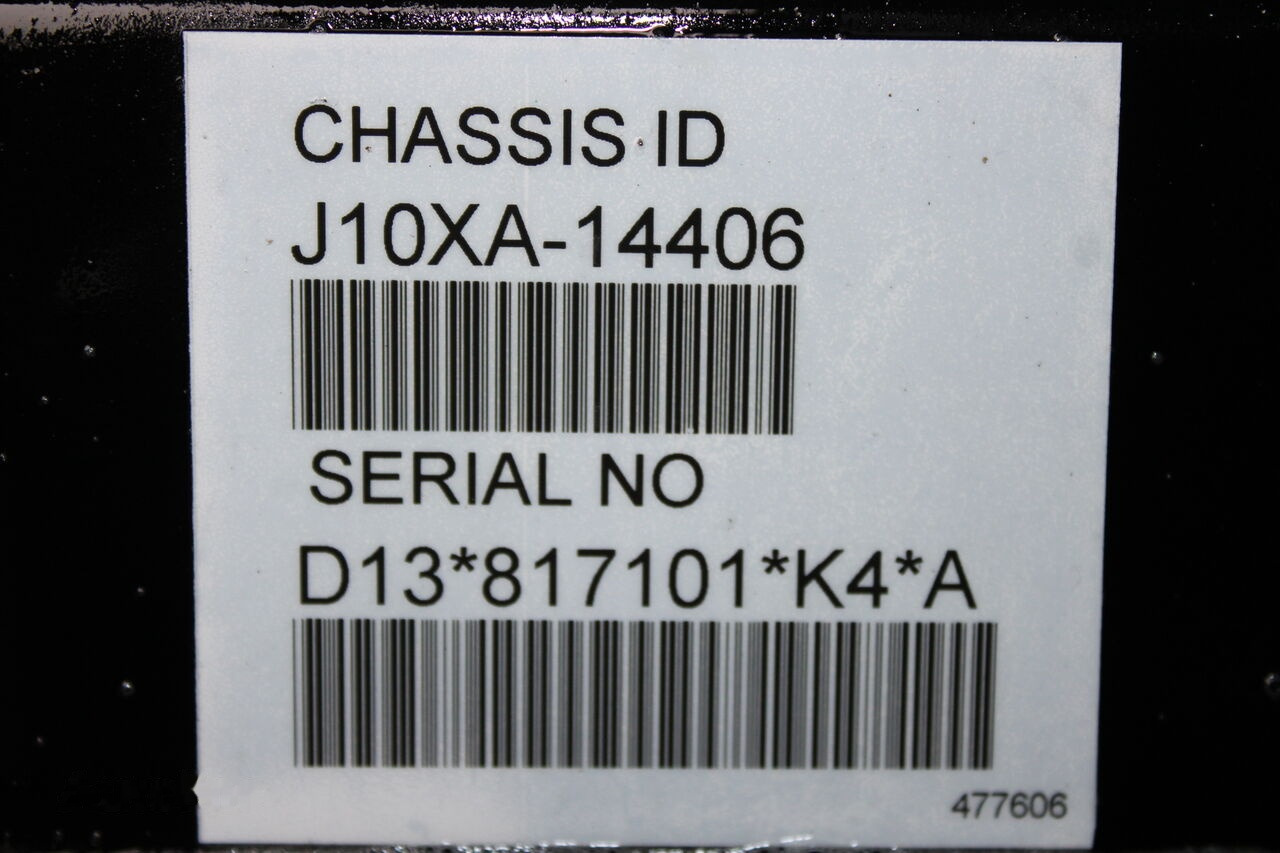 CHASSIS ID
J10XA-14406
SERIAL NO
D13*817101*K4*A
477606